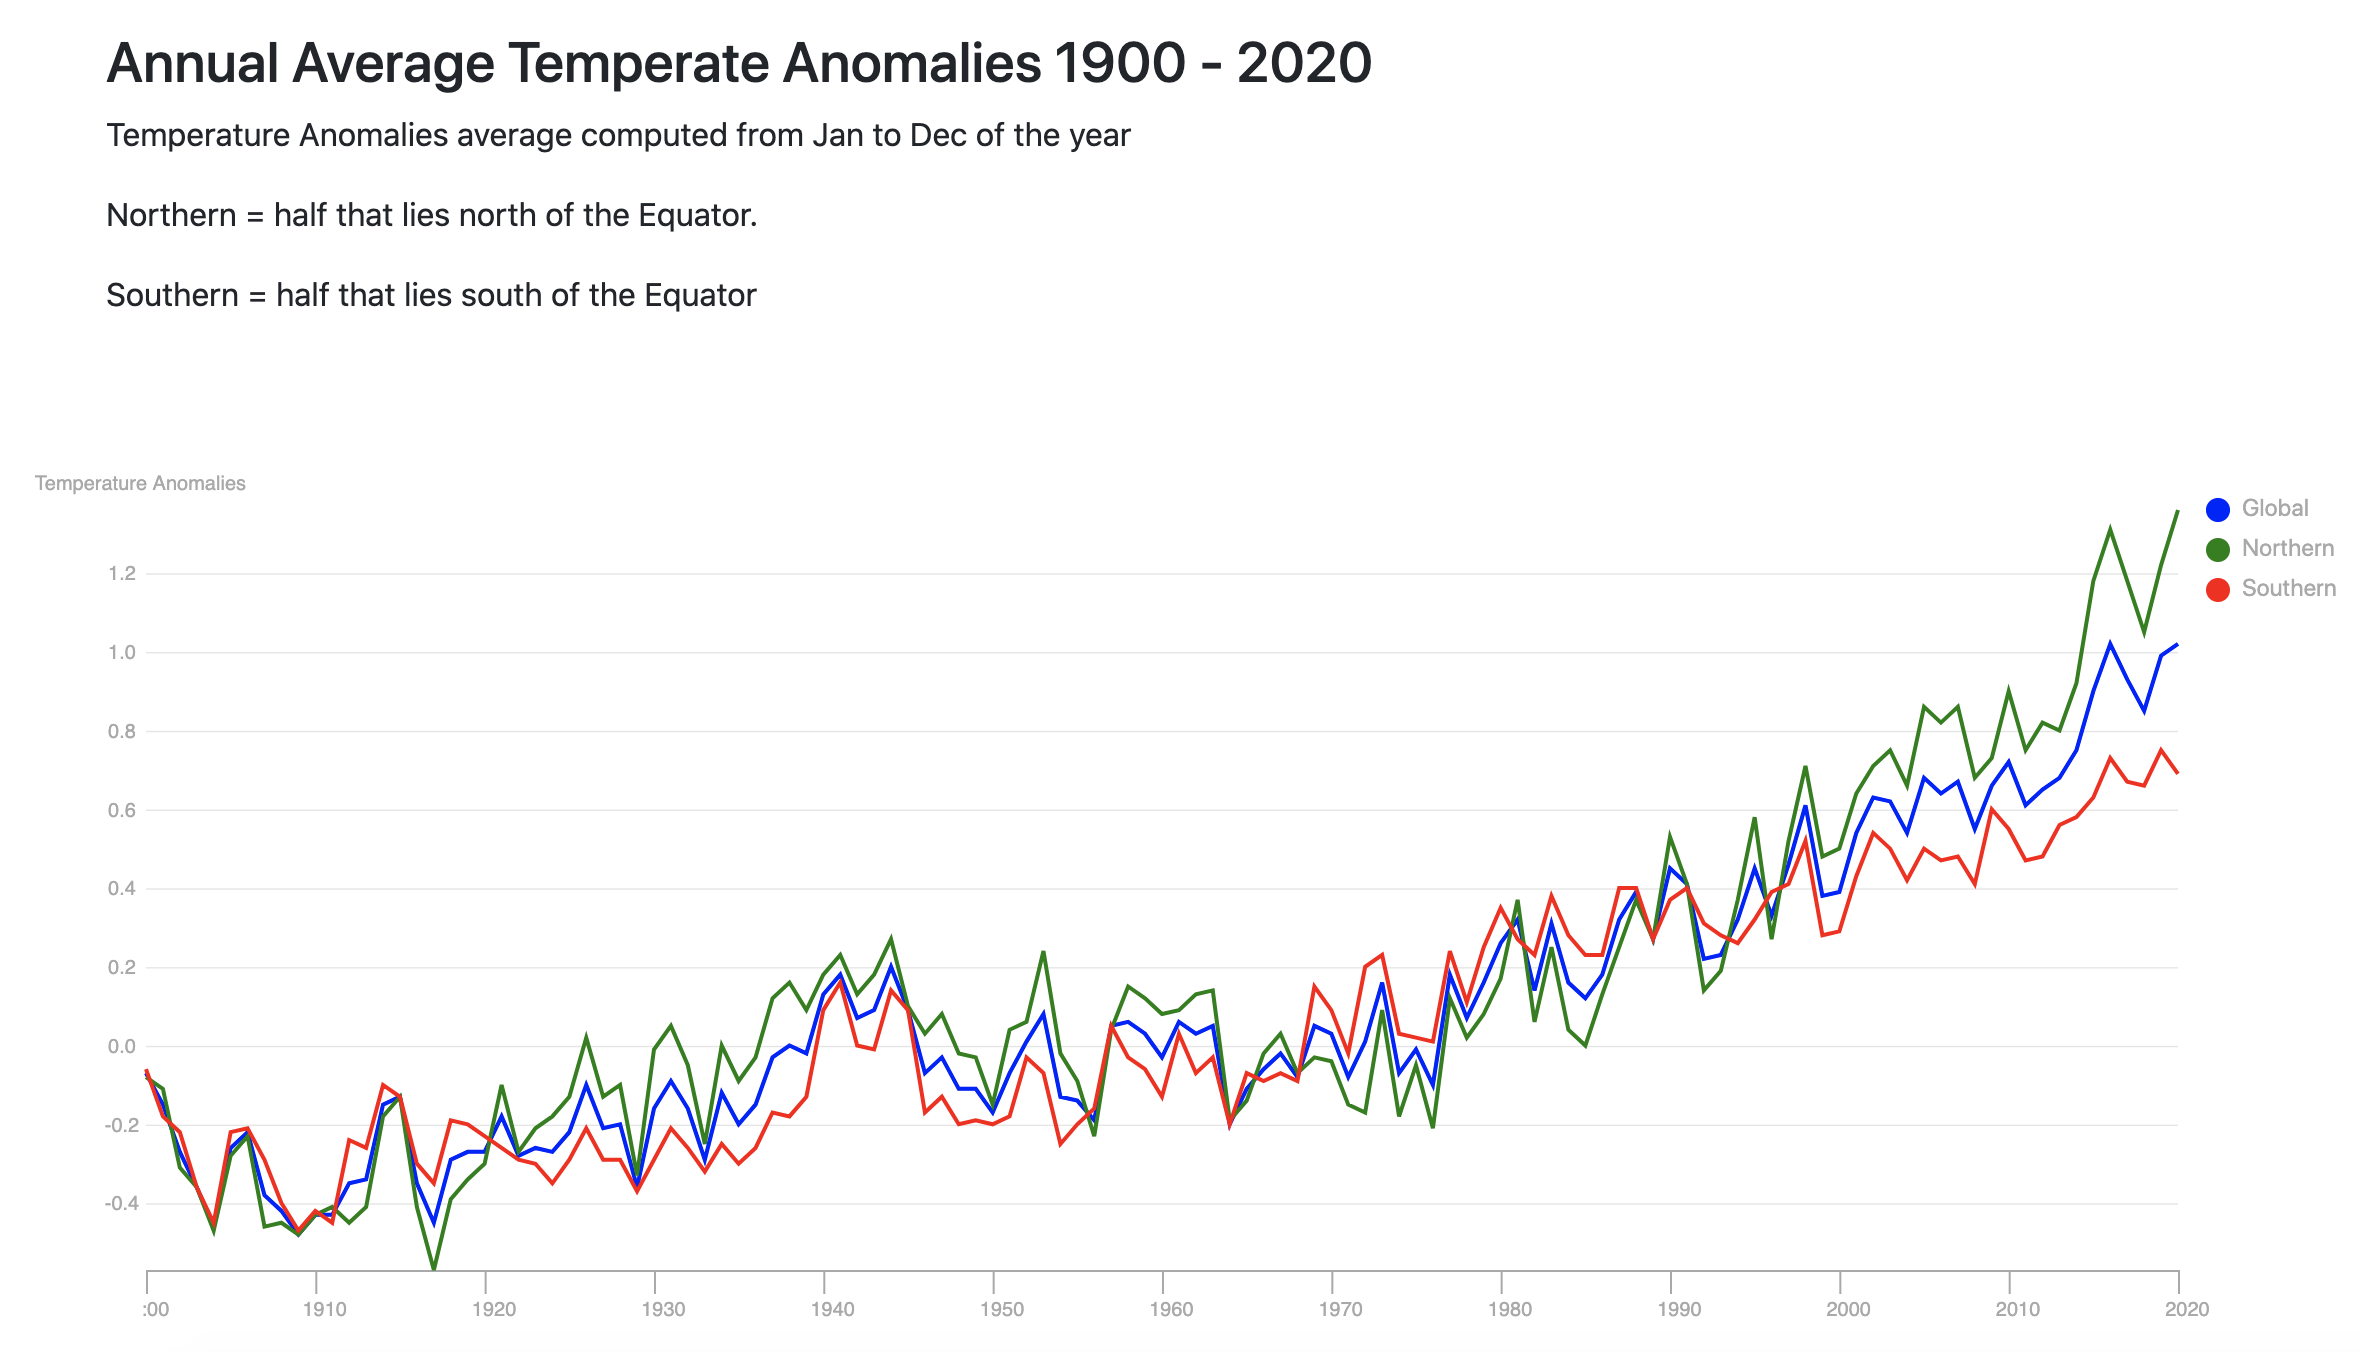 Annual Average Temperate Anomalies 1900 - 2020
Temperature Anomalies average computed from Jan to Dec of the year
Northern = half that lies north of the Equator.
Southern = half that lies south of the Equator
Temperature Anomalies
Global
Northern
Southern
1.2
1.0
0.8
0.6
0.4
0.2
0.0
-0.2
-0.4
:00 1910 1920 1930 1940 1950 1960 1970 1980 1990 2000 2010 2020